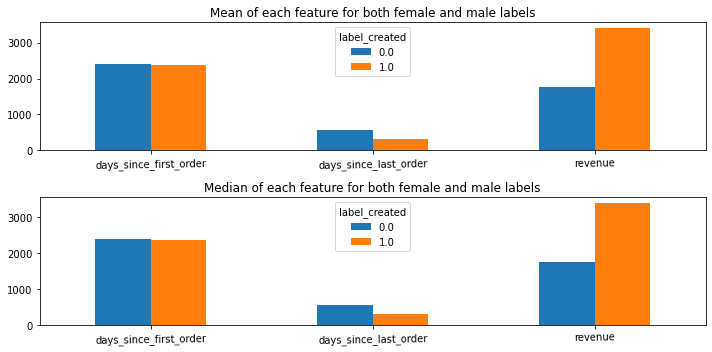 Mean of each feature for both female and male labels
label_created
0.0
1.0
3000
2000
1000
0
days_since_first_order
days_since_last_order
revenue
Median of each feature for both female and male labels
label_created
0.0
1.0
3000
2000
1000
0
days_since_first_order
days_since_last_order
revenue